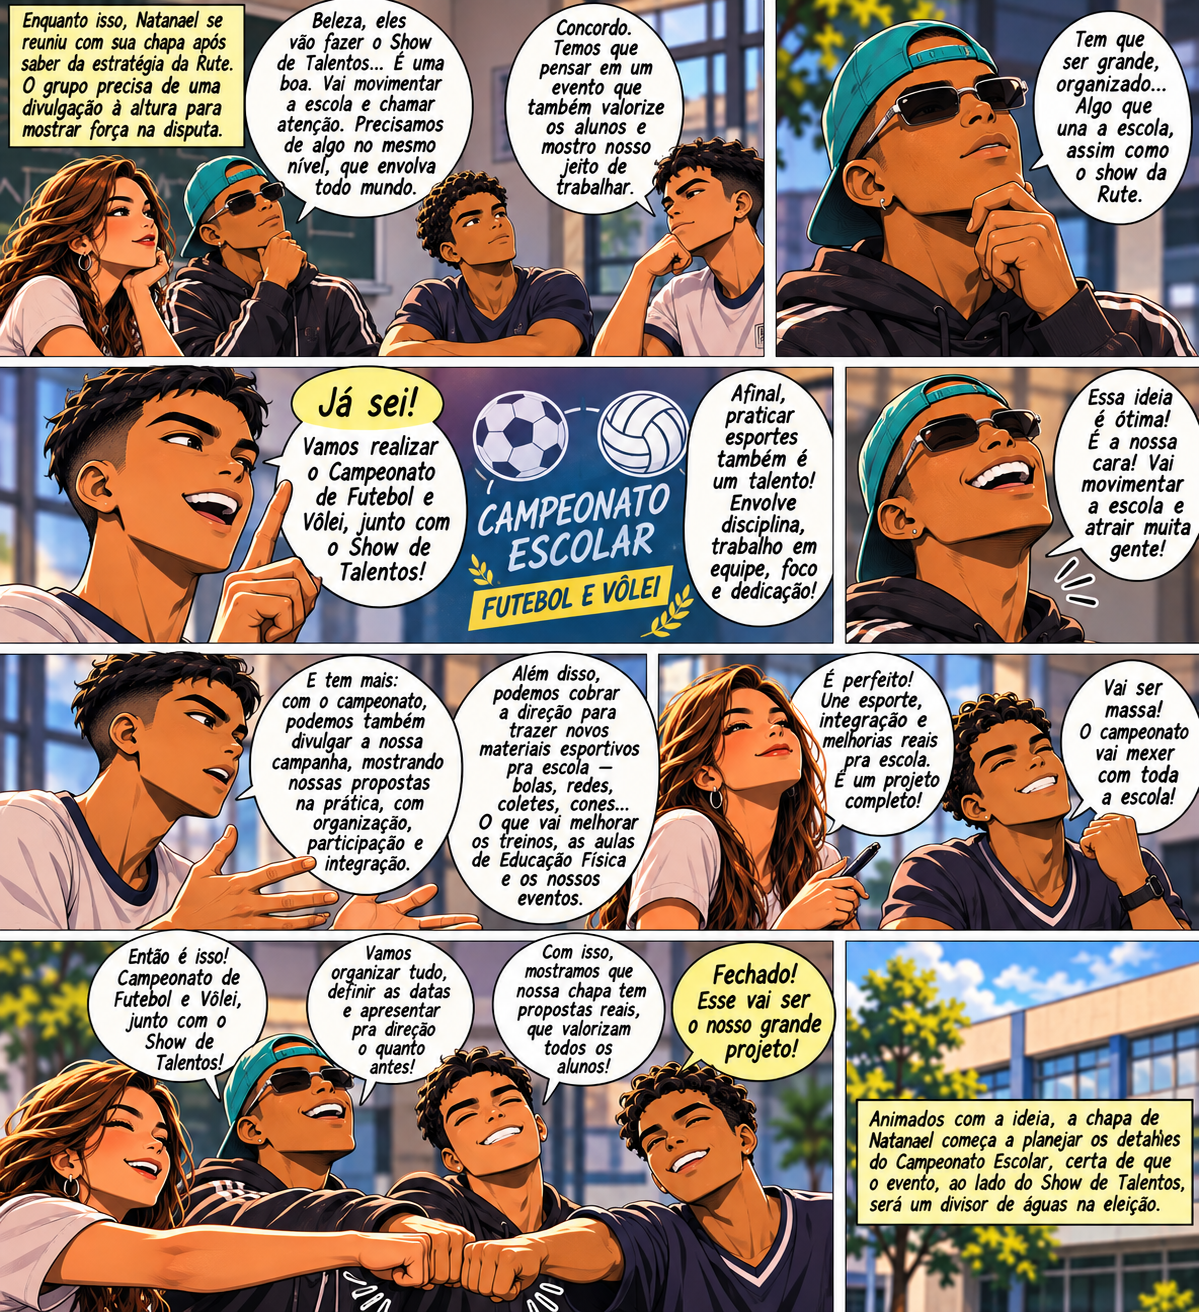 Enquanto isso, Natanael se
reuniu com sua chapa após
saber da estratégia da Rute.
O grupo precisa de uma
divulgação à altura para
mostrar força na disputa.
Beleza, eles
vão fazer o Show
de Talentos... É uma
boa. Vai movimentar
a escola e chamar
atenção. Precisamos
de algo no mesmo
nível, que envolva
todo mundo.
Concordo.
Temos que
pensar em um
evento que
também valorize
os alunos e
mostro nosso
jeito de
trabalhar.
Tem que
ser grande,
organizado...
Algo que
una a escola,
assim como
o show da
Rute.
Já sei!
Vamos realizar
o Campeonato
de Futebol e
Vôlei, junto com
o Show de
Talentos!
CAMPEONATO
ESCOLAR
FUTEBOL E VÔLEI
Afinal,
praticar
esportes
também é
um talento!
Envolve
disciplina,
trabalho em
equipe, foco
e dedicação!
Essa ideia
é ótima!
É a nossa
cara! Vai
movimentar
a escola e
atrair muita
gente!
E tem mais:
com o campeonato,
podemos também
divulgar a nossa
campanha, mostrando
nossas propostas
na prática, com
organização,
participação e
integração.
Além disso,
podemos cobrar
a direção para
trazer novos
materiais esportivos
pra escola —
bolas, redes,
coletes, cones...
O que vai melhorar
os treinos, as aulas
de Educação Física
e os nossos
eventos.
É perfeito!
Une esporte,
integração e
melhorias reais
pra escola.
É um projeto
completo!
Vai ser
massa!
O campeonato
vai mexer
com toda
a escola!
Então é isso!
Campeonato de
Futebol e Vôlei,
junto com o
Show de
Talentos!
Vamos
organizar tudo,
definir as datas
e apresentar
pra direção
o quanto
antes!
Com isso,
mostramos que
nossa chapa tem
propostas reais,
que valorizam
todos os
alunos!
Fechado!
Esse vai ser
o nosso grande
projeto!
Animados com a ideia, a chapa de
Natanael começa a planejar os detalhes
do Campeonato Escolar, certa de que
o evento, ao lado do Show de Talentos,
será um divisor de águas na eleição.